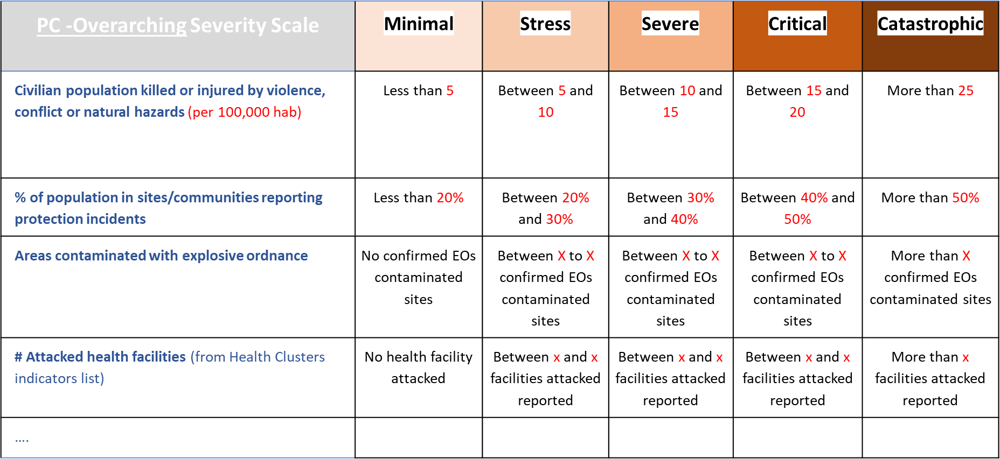 PC -Overarching Severity Scale
Minimal
Stress
Severe
Critical
Catastrophic
Civilian population killed or injured by violence,
conflict or natural hazards (per 100,000 hab)
Less than 5
Between 5 and
10
Between 10 and
15
Between 15 and
20
More than 25
% of population in sites/communities reporting
protection incidents
Less than 20%
Between 20%
and 30%
Between 30%
and 40%
Between 40% and
50%
More than 50%
Areas contaminated with explosive ordnance
No confirmed EOs
contaminated
sites
Between X to X
confirmed EOs
contaminated
sites
Between X to X
confirmed EOs
contaminated
sites
Between X to X
confirmed EOs
contaminated
sites
More than X
confirmed EOs
contaminated sites
# Attacked health facilities (from Health Clusters
indicators list)
No health facility
attacked
Between x and x
facilities attacked
reported
Between x and x
facilities attacked
reported
Between x and x
facilities attacked
reported
More than x
facilities attacked
reported
....